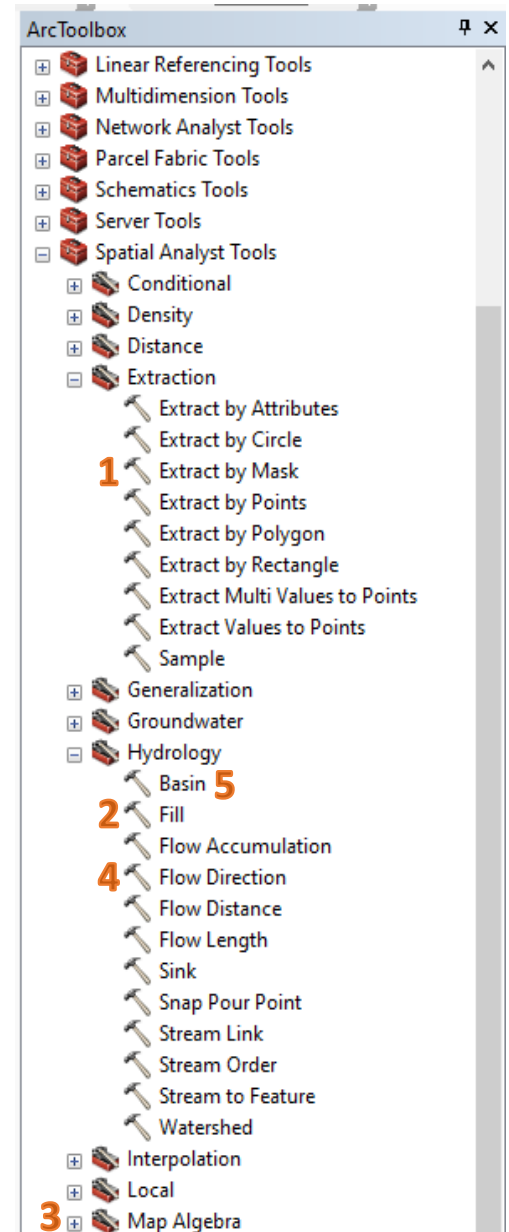 ArcToolbox
Linear Referencing Tools
Multidimension Tools
Network Analyst Tools
Parcel Fabric Tools
Schematics Tools
Server Tools
Spatial Analyst Tools
Conditional
Density
Distance
Extraction
Extract by Attributes
Extract by Circle
1 Extract by Mask
Extract by Points
Extract by Polygon
Extract by Rectangle
Extract Multi Values to Points
Extract Values to Points
Sample
Generalization
Groundwater
Hydrology
Basin 5
2 Fill
Flow Accumulation
4 Flow Direction
Flow Distance
Flow Length
Sink
Snap Pour Point
Stream Link
Stream Order
Stream to Feature
Watershed
Interpolation
Local
3 Map Algebra